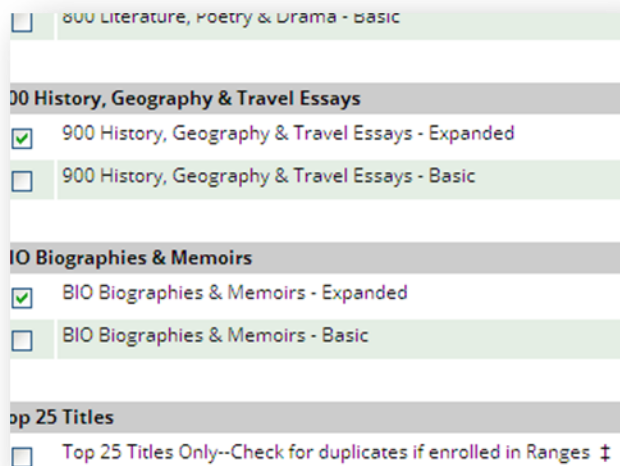 800 Literature, Poetry & Drama - Basic
00 History, Geography & Travel Essays
900 History, Geography & Travel Essays - Expanded
900 History, Geography & Travel Essays - Basic
IO Biographies & Memoirs
BIO Biographies & Memoirs - Expanded
BIO Biographies & Memoirs - Basic
op 25 Titles
Top 25 Titles Only--Check for duplicates if enrolled in Ranges ‡